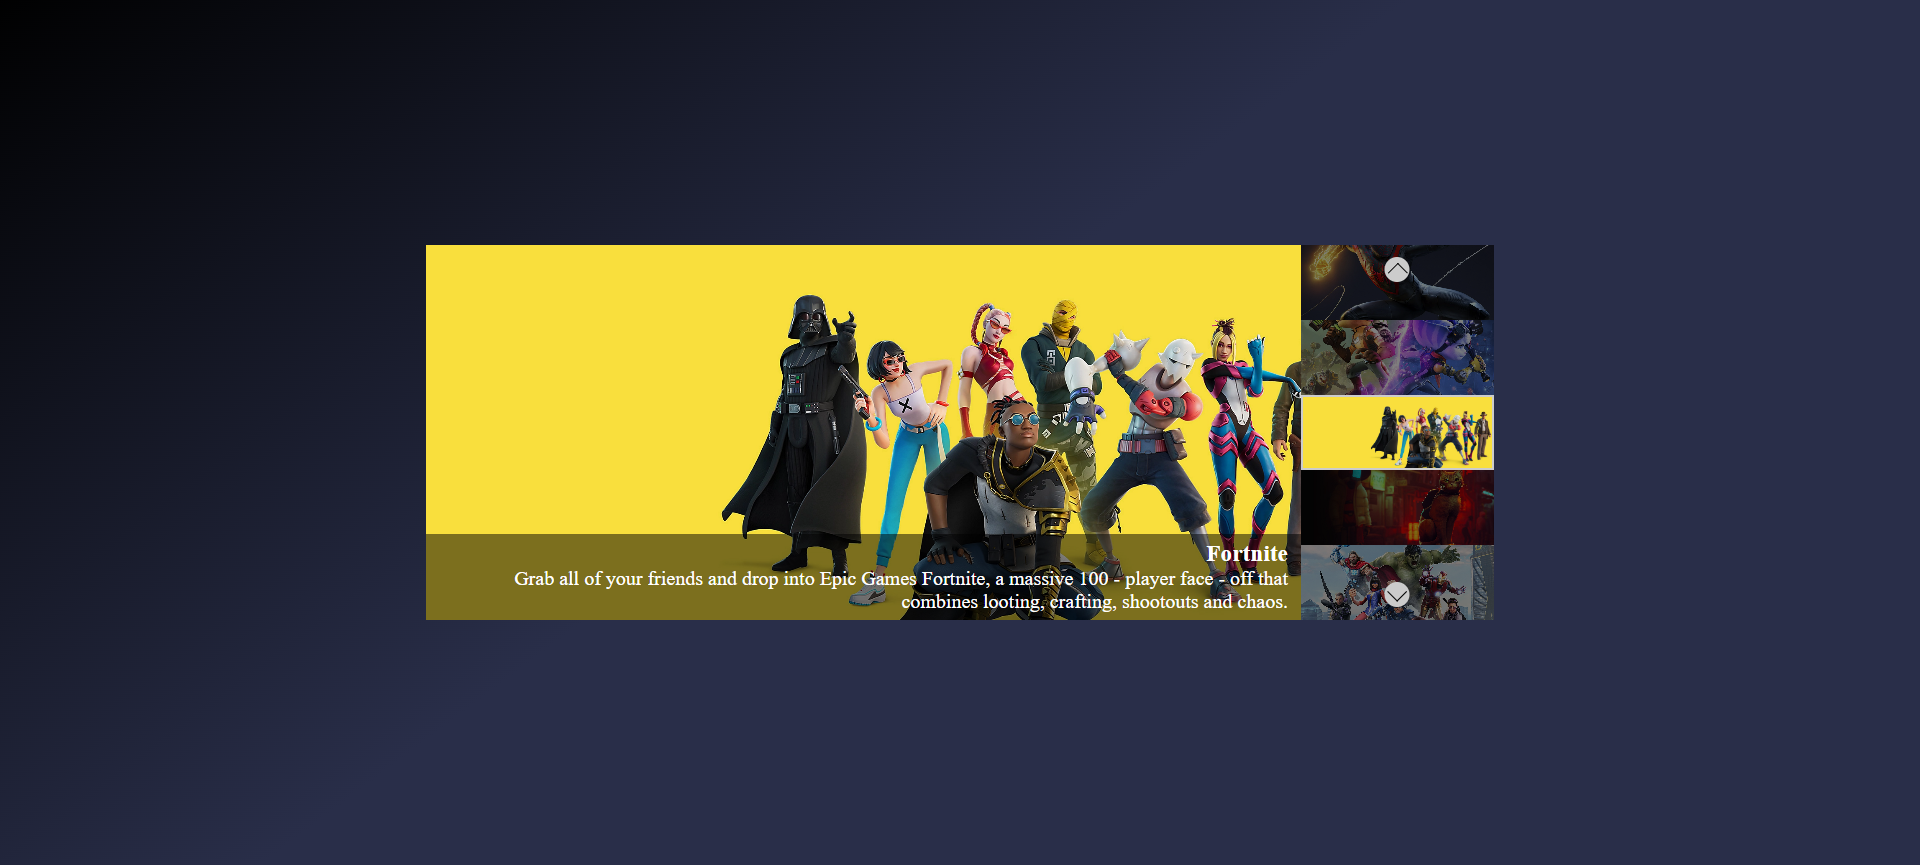 Fortnite
Grab all of your friends and drop into Epic Games Fortnite, a massive 100 - player face - off that
combines looting, crafting, shootouts and chaos.